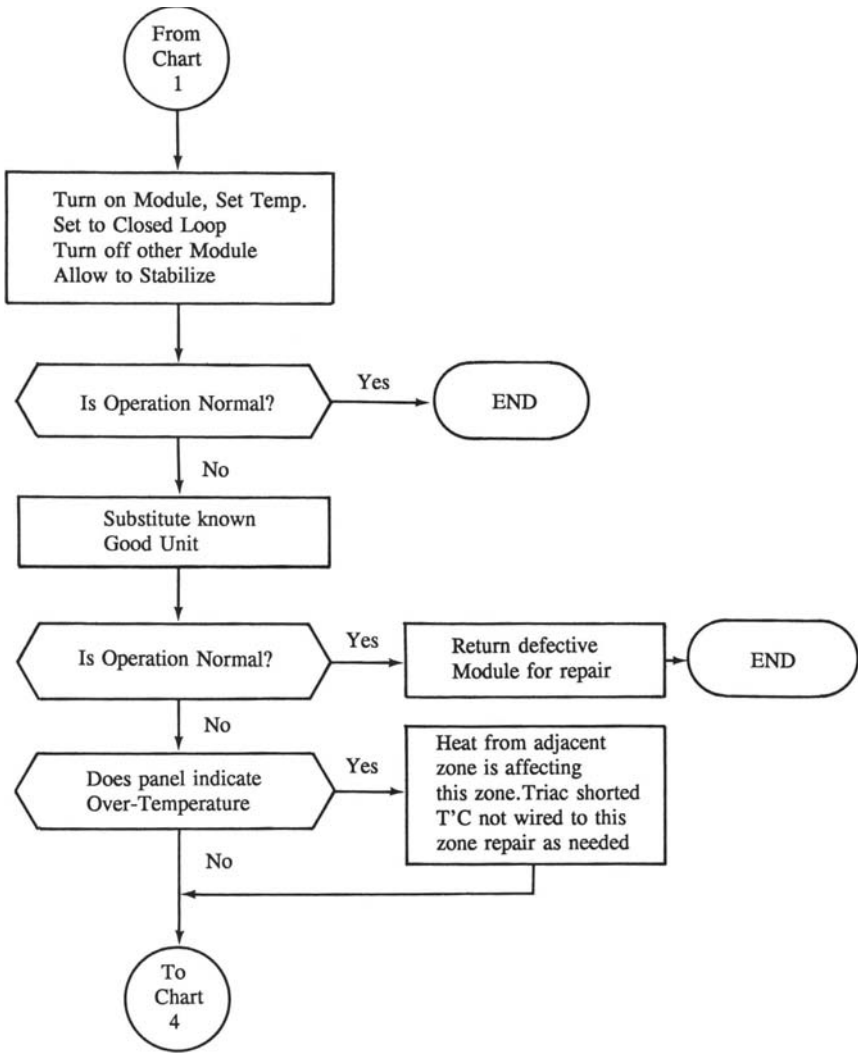 From
Chart
1
Turn on Module, Set Temp.
Set to Closed Loop
Turn off other Module
Allow to Stabilize
Is Operation Normal?
Yes
END
No
Substitute known
Good Unit
Is Operation Normal?
Yes
Return defective
Module for repair
END
No
Does panel indicate
Over-Temperature
Yes
Heat from adjacent
zone is affecting
this zone.Triac shorted
T'C not wired to this
zone repair as needed
No
To
Chart
4